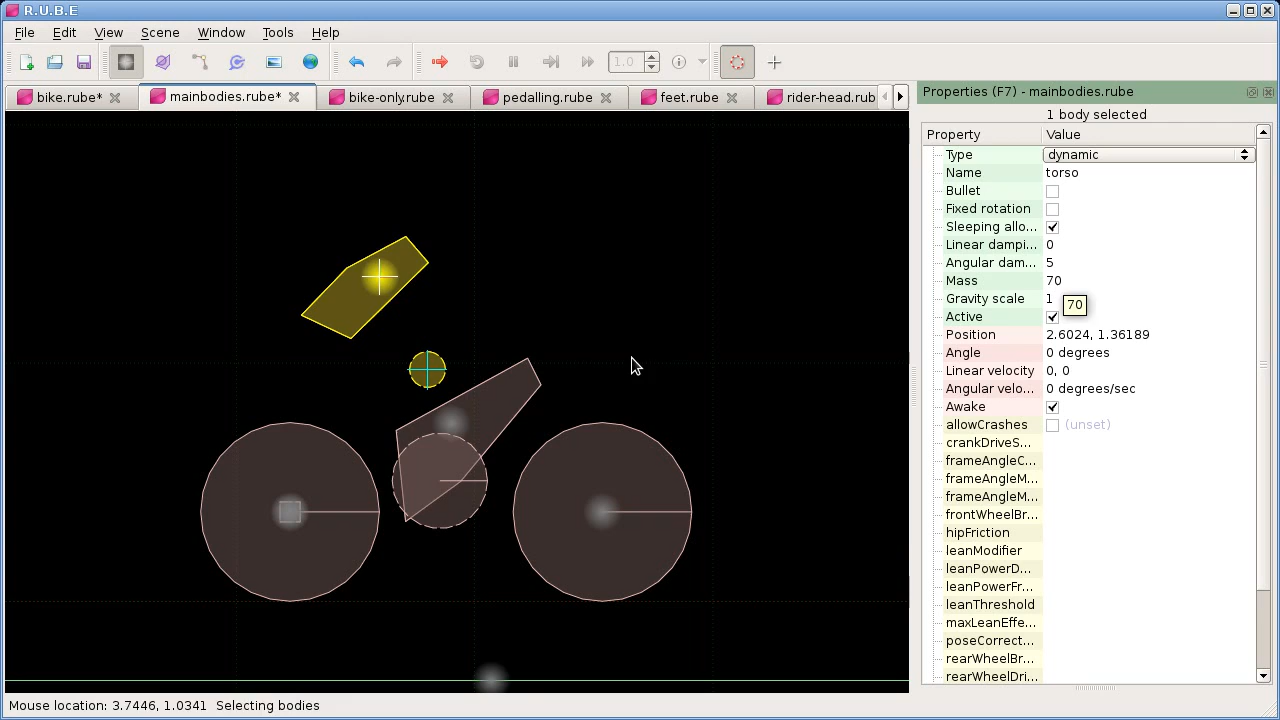 R.U.B.E
File Edit View Scene Window Tools Help
1.0
bike.rube* mainbodies.rube* bike-only.rube pedalling.rube feet.rube rider-head.rub
Properties (F7) - mainbodies.rube
1 body selected
Property Value
Type dynamic
Name torso
Bullet
Fixed rotation
Sleeping allo...
Linear dampi... 0
Angular dam... 5
Mass 70
Gravity scale 1
70
Active
Position 2.6024, 1.36189
Angle 0 degrees
Linear velocity 0, 0
Angular velo... 0 degrees/sec
Awake
allowCrashes (unset)
crankDriveS...
frameAngleC...
frameAngleM...
frameAngleM...
frontWheelBr...
hipFriction
leanModifier
leanPowerD...
leanPowerFr...
leanThreshold
maxLeanEffe...
poseCorrect...
rearWheelBr...
rearWheelDri...
Mouse location: 3.7446, 1.0341 Selecting bodies